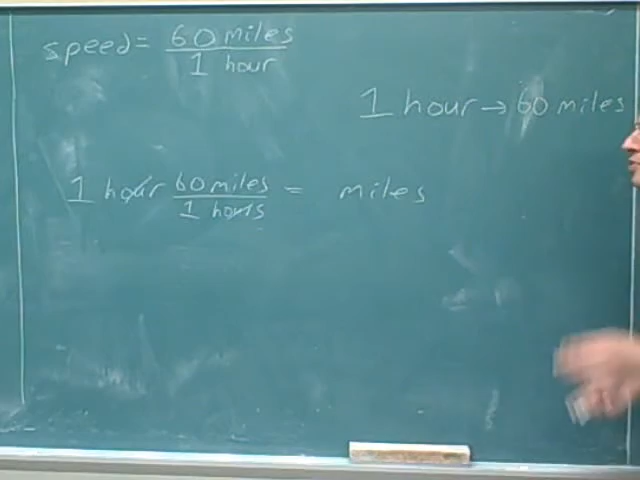 speed = 60 miles / 1 hour
1 hour → 60 miles
1 hour 60 miles / 1 hours = miles